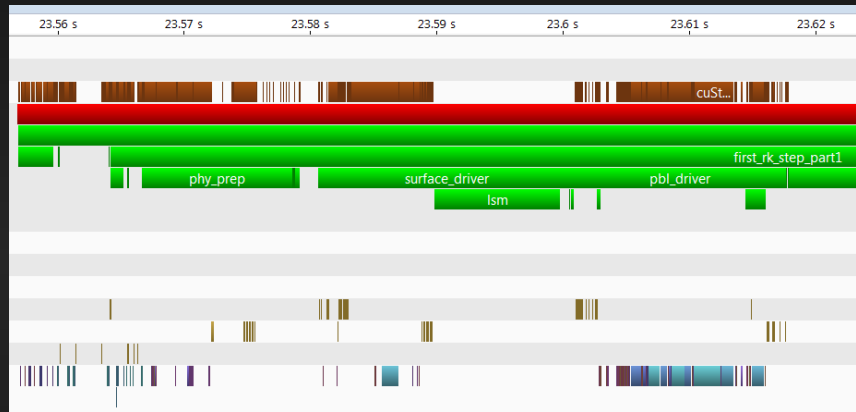 23.56 s 23.57 s 23.58 s 23.59 s 23.6 s 23.61 s 23.62 s
cuSt...
first_rk_step_part1
phy_prep surface_driver pbl_driver
lsm